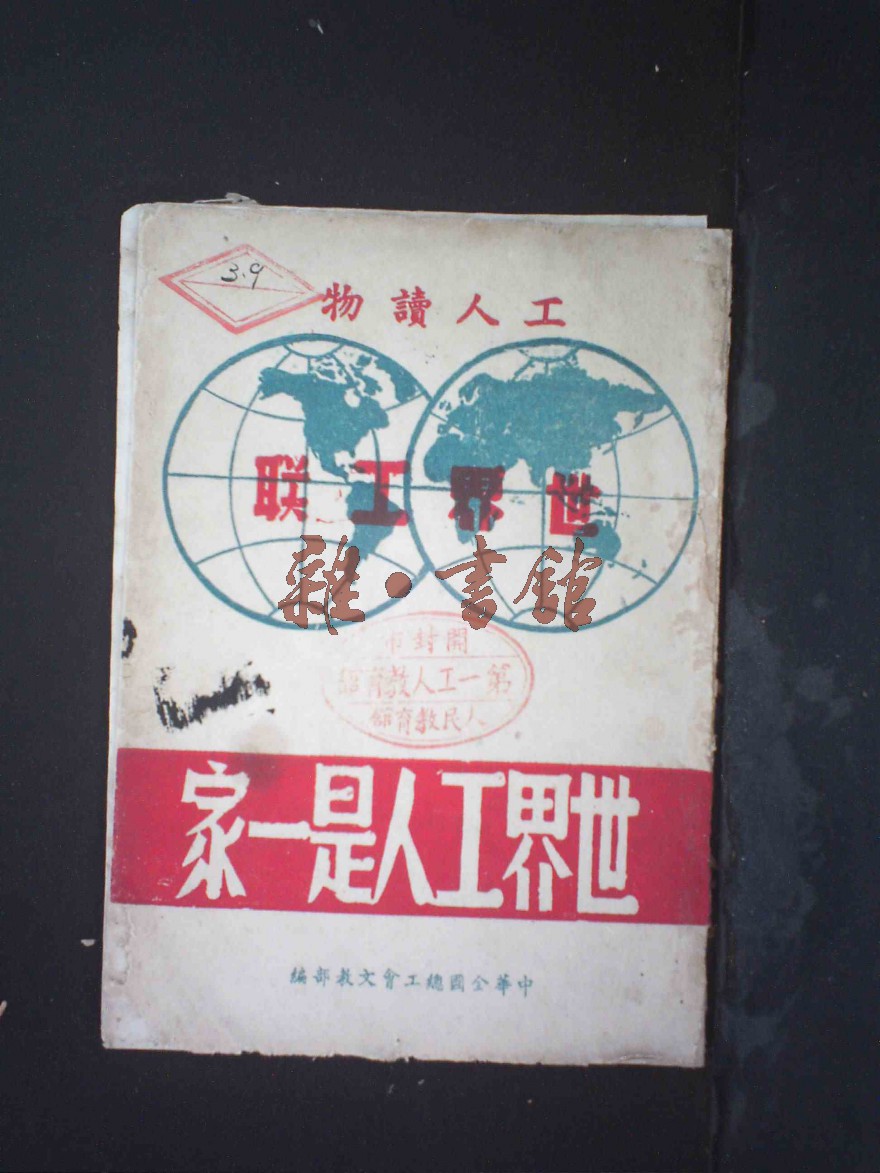 3.9
工人讀物
世界工联
雜·書館
開封市
第一工人教育館
人民教育館
世界工人是一家
中華全國總工會文教部編